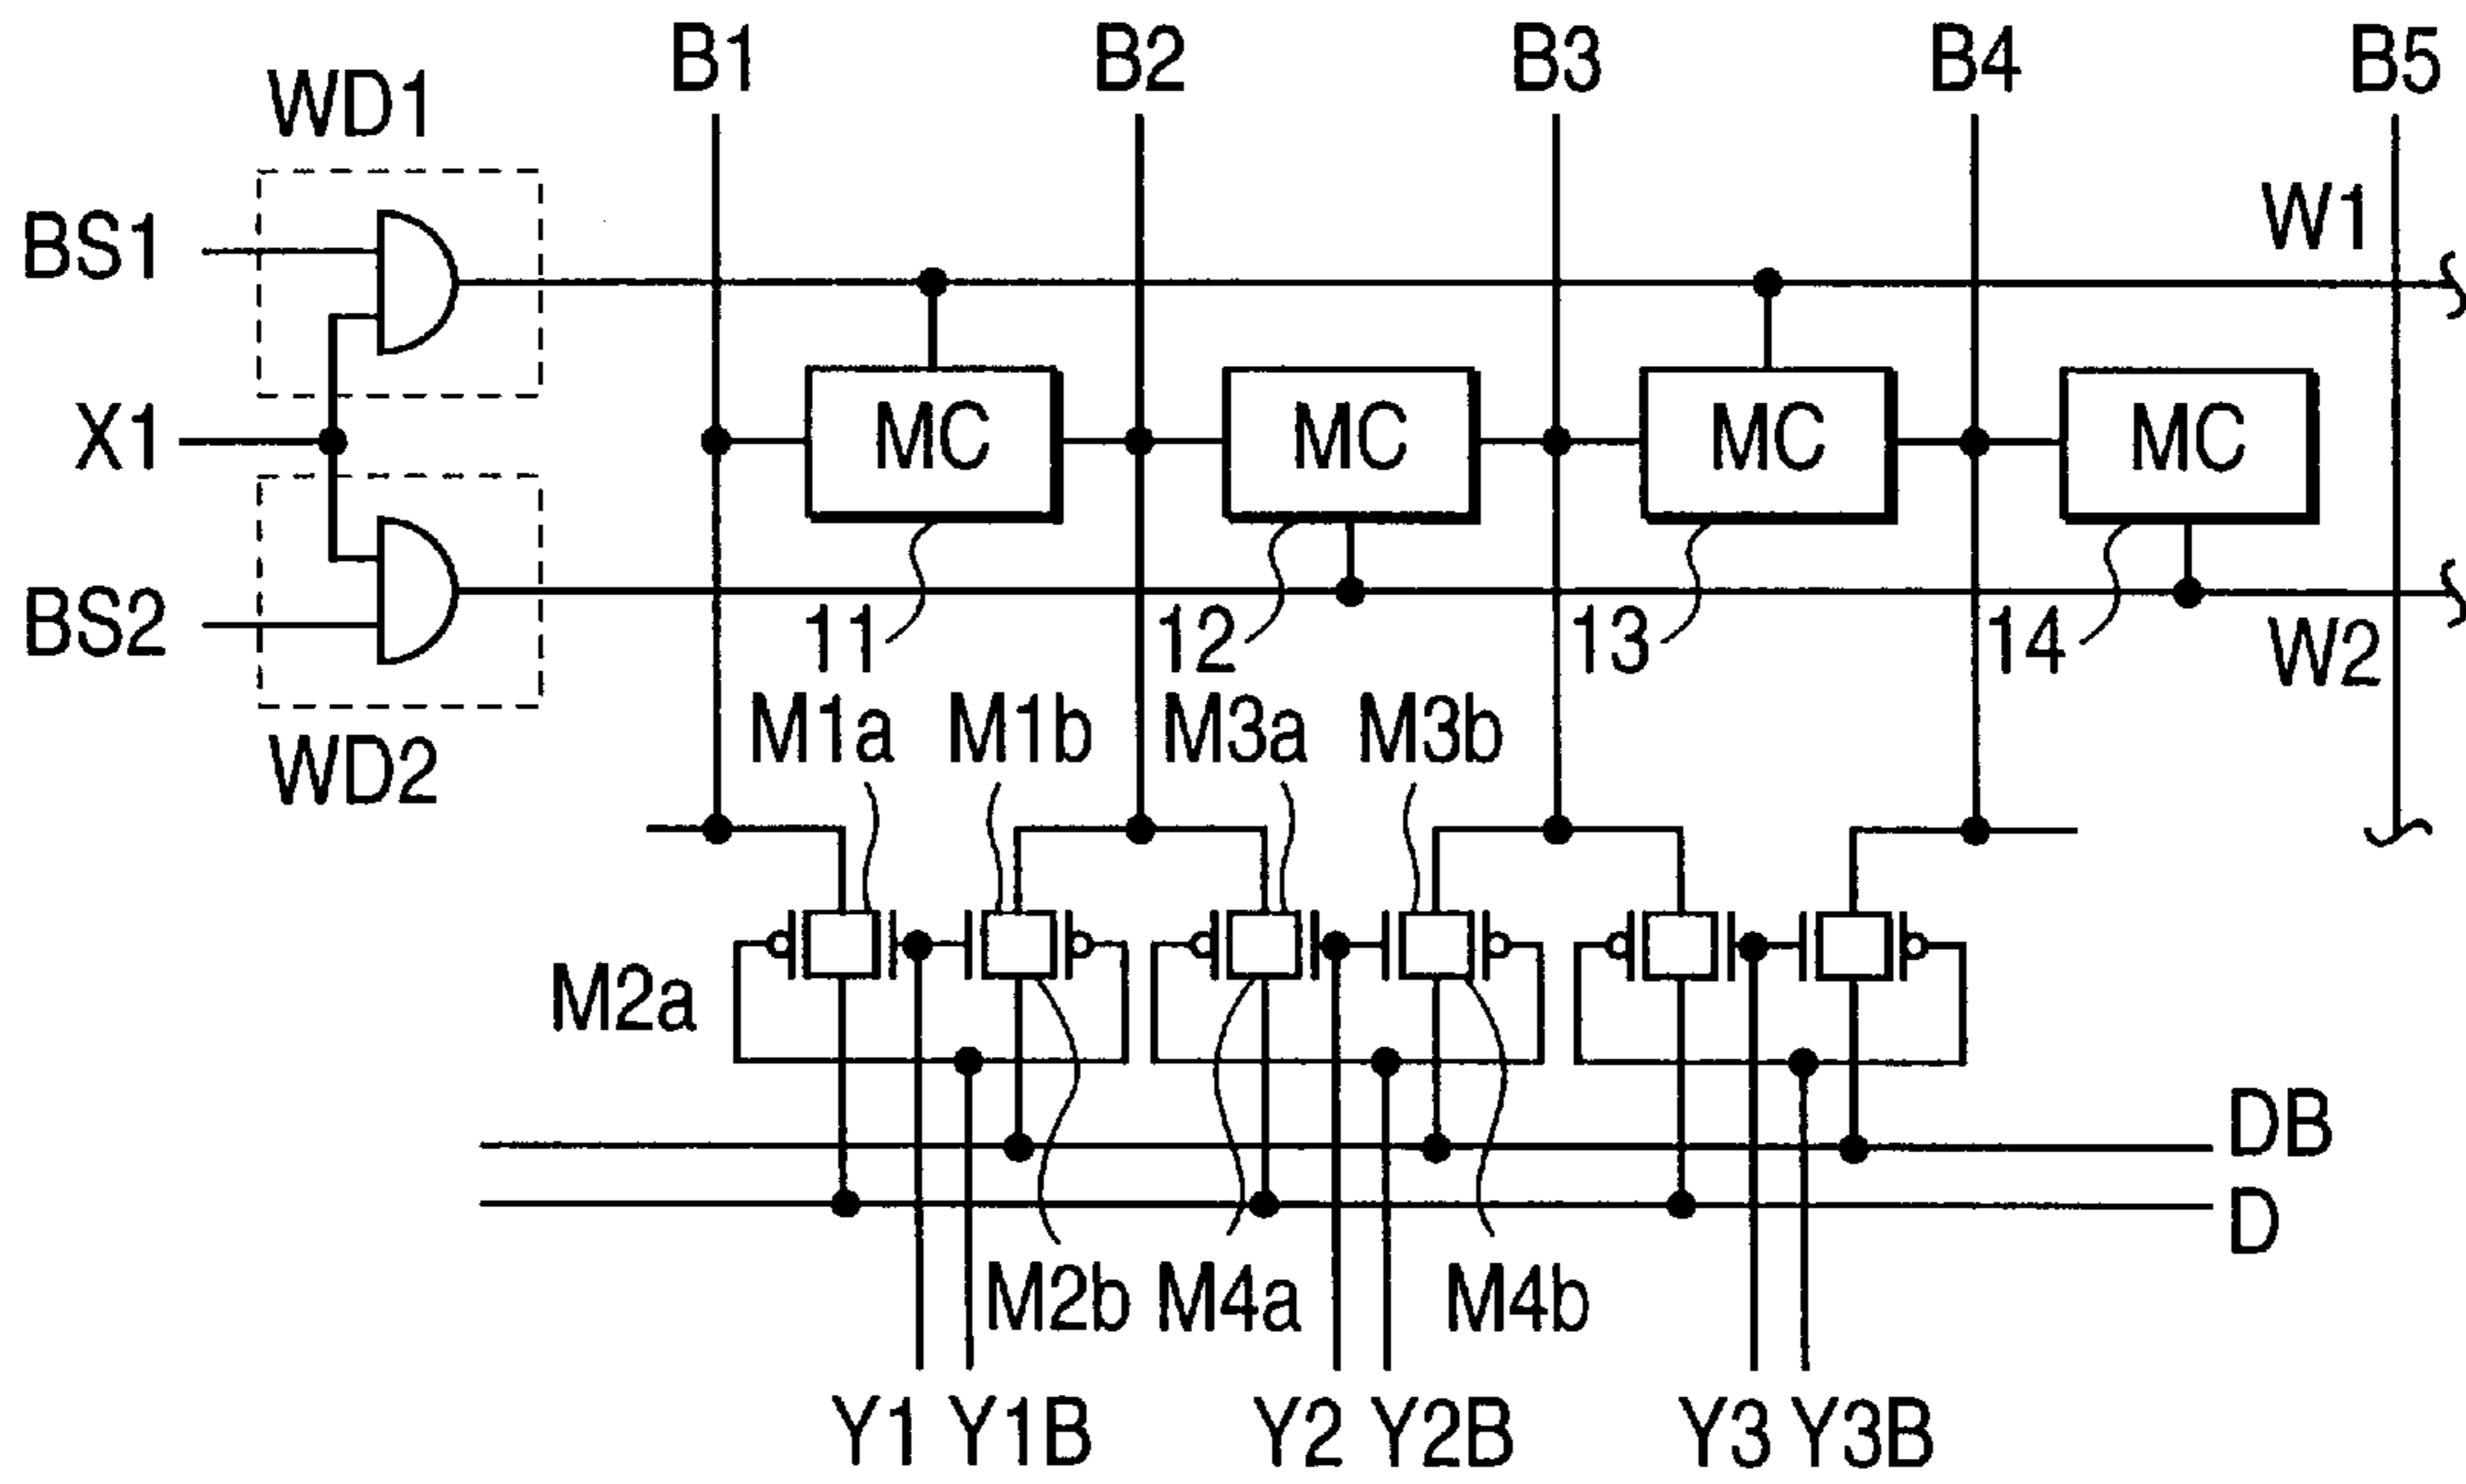 B1 B2 B3 B4 B5
WD1
W1
BS1
X1
MC MC MC MC
BS2
11 12 13 14
W2
M1a M1b M3a M3b
WD2
M2a
DB
D
M2b M4a M4b
Y1 Y1B Y2 Y2B Y3 Y3B